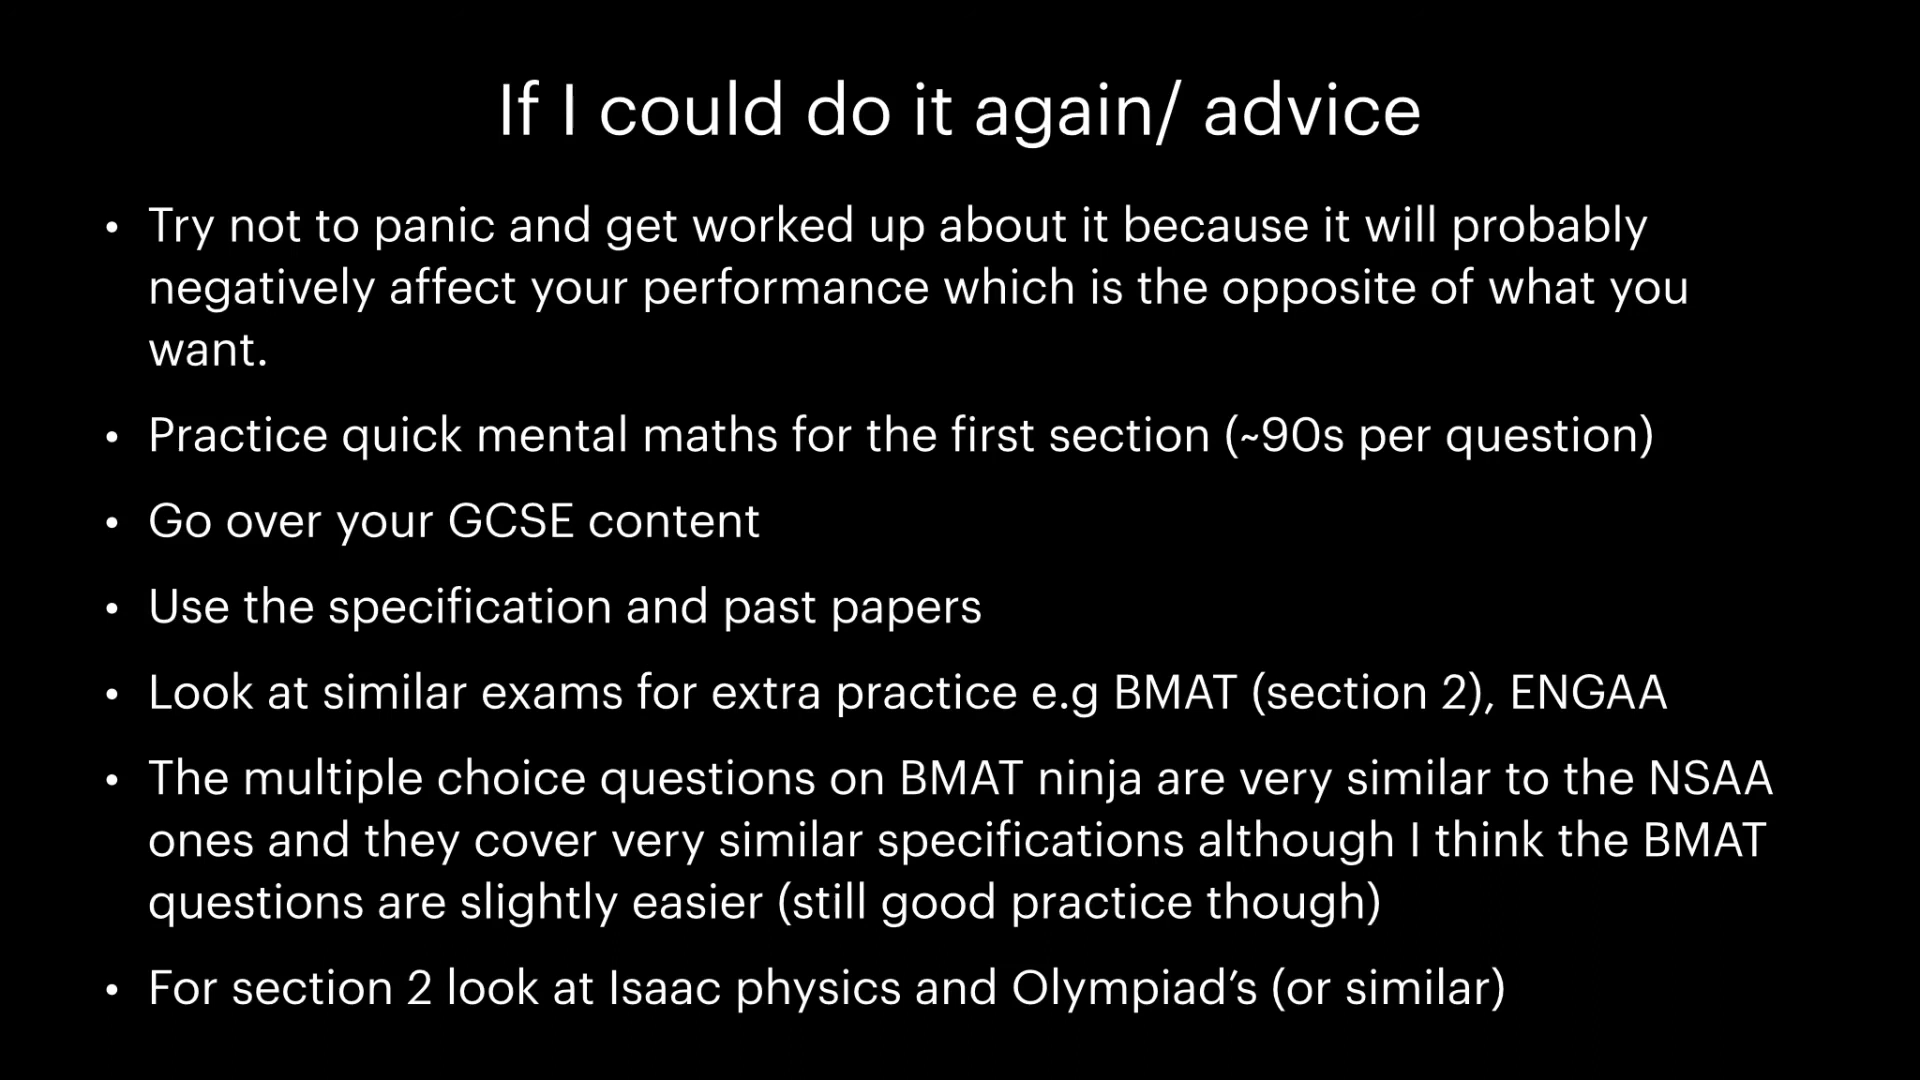 If I could do it again/ advice
• Try not to panic and get worked up about it because it will probably
negatively affect your performance which is the opposite of what you
want.
• Practice quick mental maths for the first section (~90s per question)
• Go over your GCSE content
• Use the specification and past papers
• Look at similar exams for extra practice e.g BMAT (section 2), ENGAA
• The multiple choice questions on BMAT ninja are very similar to the NSAA
ones and they cover very similar specifications although I think the BMAT
questions are slightly easier (still good practice though)
• For section 2 look at Isaac physics and Olympiad’s (or similar)